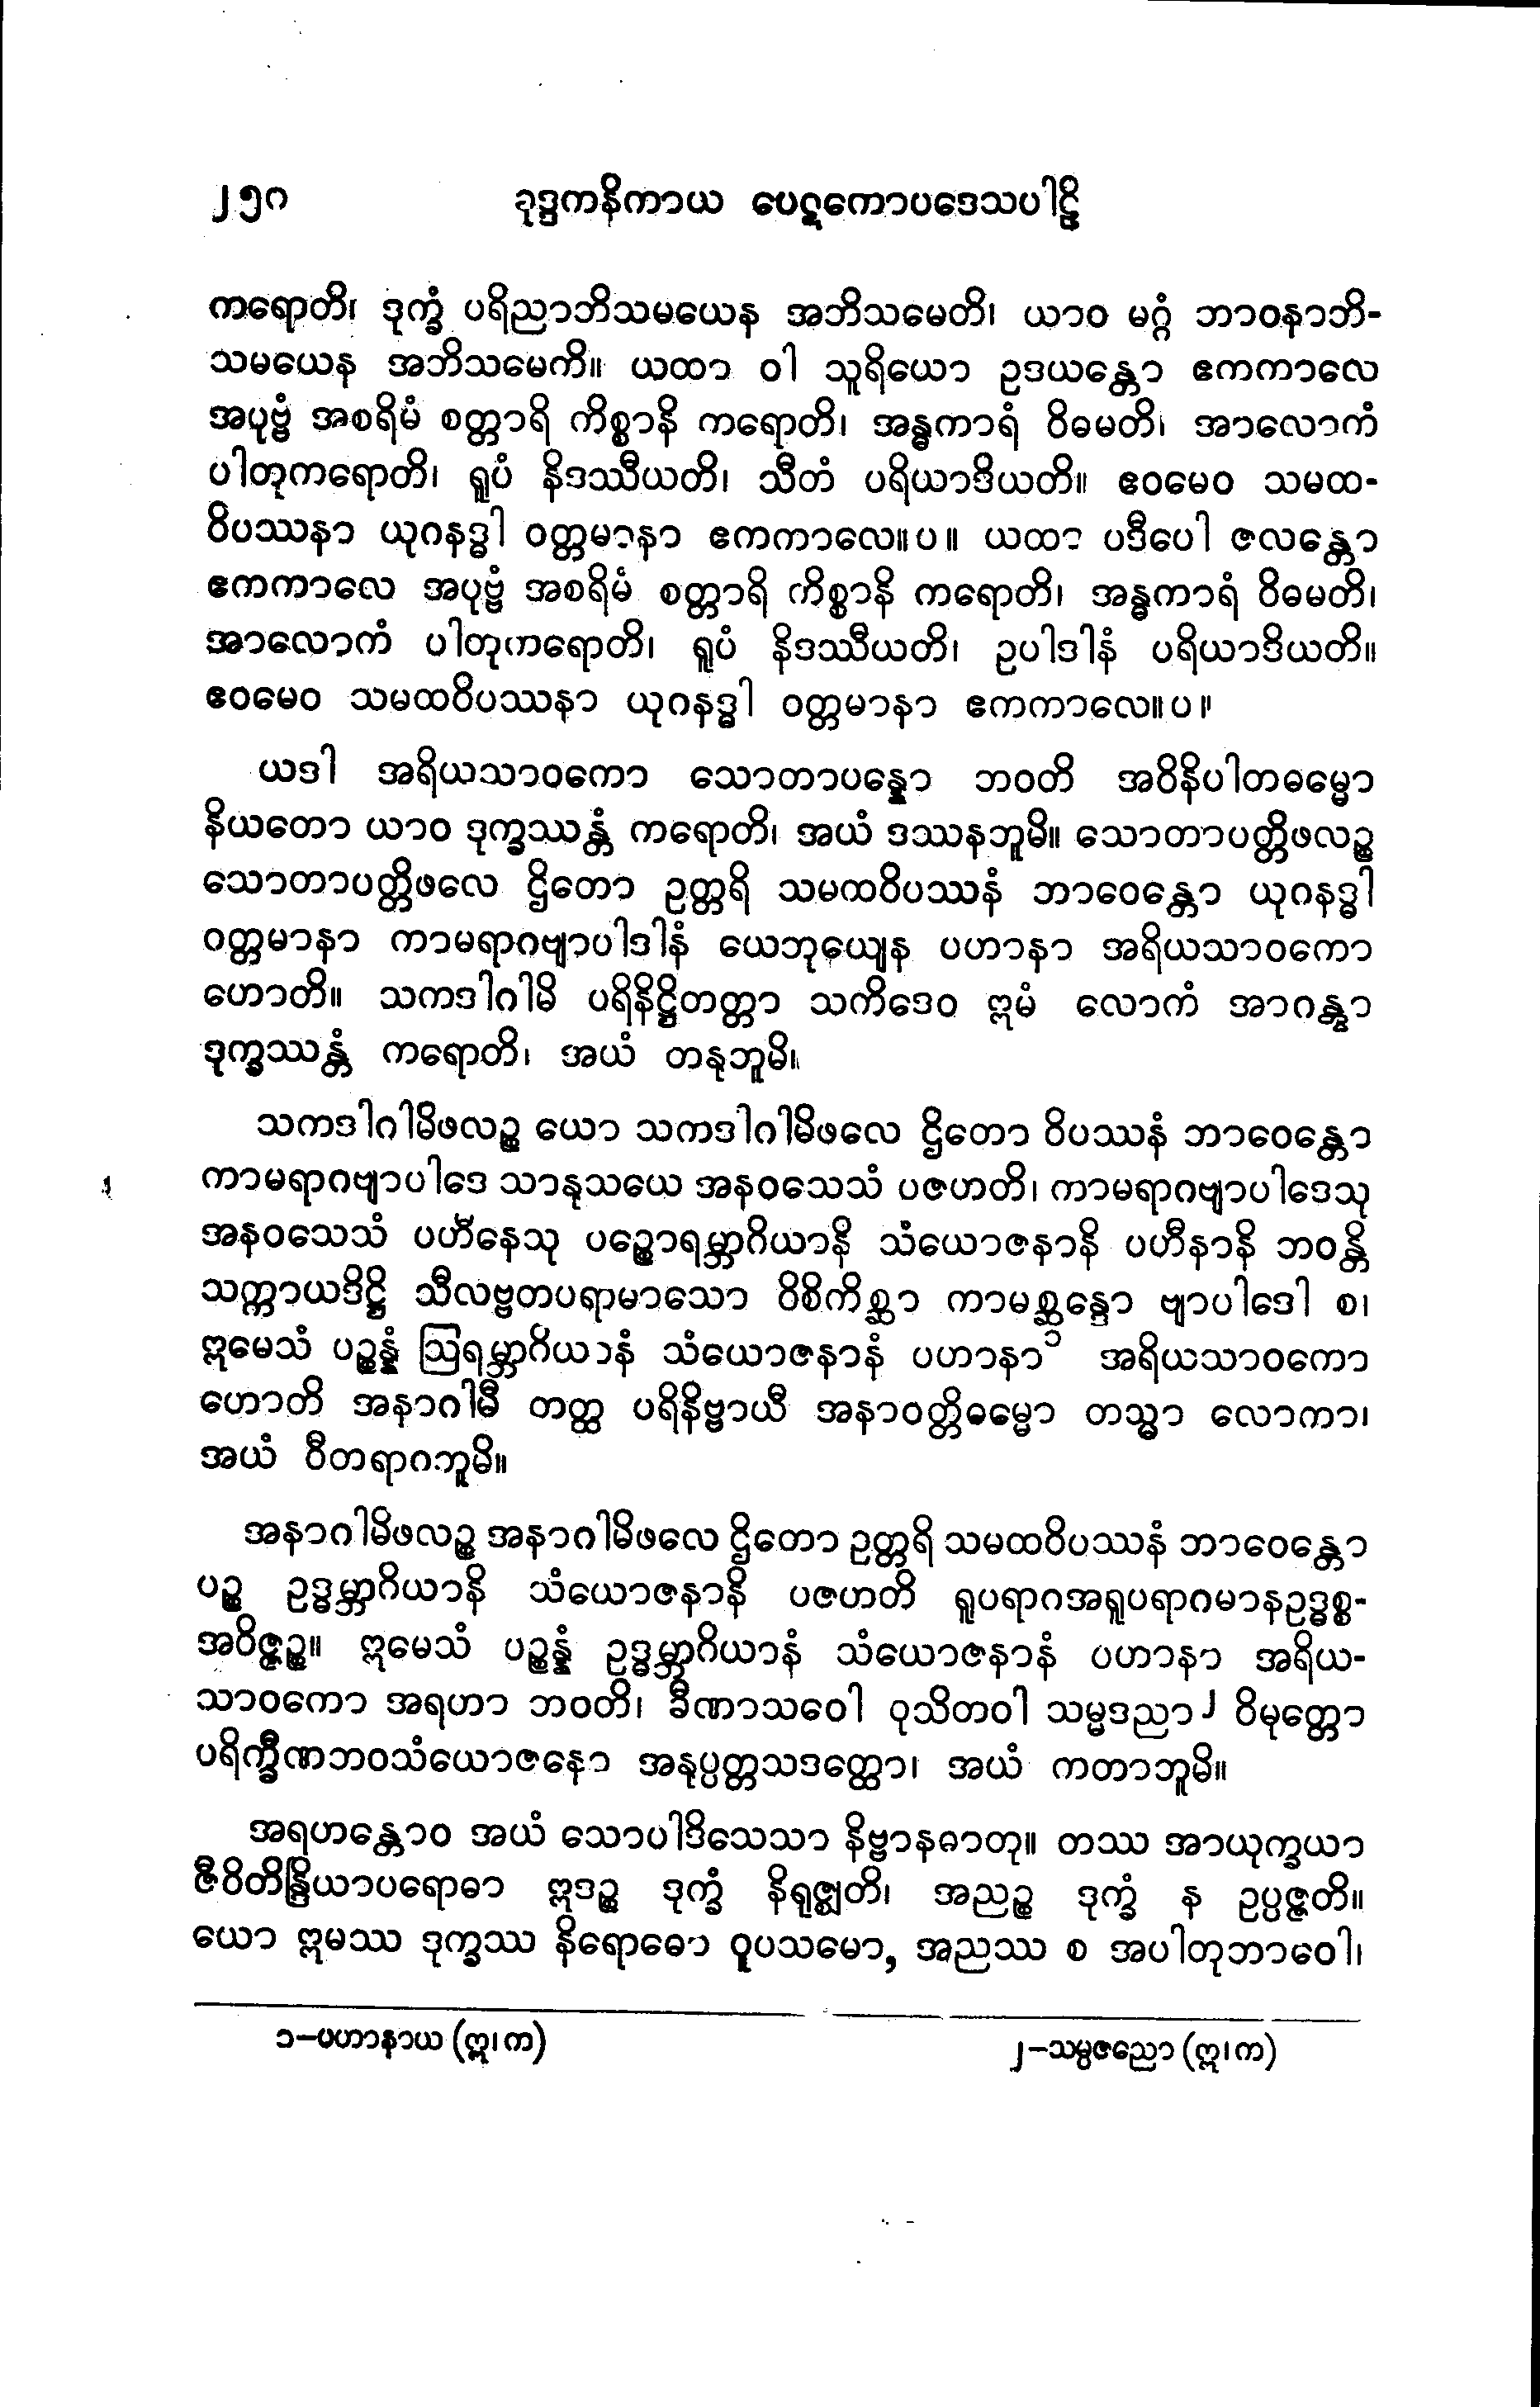 ၂၅၈ ခုဒ္ဒကနိကာယ ပေဋကောပဒေသပါဠိ
ကရောတိ၊ ဒုက္ခံ ပရိညာဘိသမယေန အဘိသမေတိ၊ ယာဝ မဂ္ဂံ ဘာဝနာဘိ-
သမယေန အဘိသမေတိ။ ယထာ ဝါ သူရိယော ဥဒယန္တော ဧကကာလေ
အပုဗ္ဗံ အစရိမံ စတ္တာရိ ကိစ္စာနိ ကရောတိ၊ အန္ဓကာရံ ဝိဓမတိ၊ အာလောကံ
ပါတုကရောတိ၊ ရူပံ နိဒဿီယတိ၊ သီတံ ပရိယာဒိယတိ။ ဧဝမေဝ သမထ-
ဝိပဿနာ ယုဂနဒ္ဓါ ဝတ္တမာနာ ဧကကာလေ။ပ။ ယထာ ပဒီပေါ ဇလန္တော
ဧကကာလေ အပုဗ္ဗံ အစရိမံ စတ္တာရိ ကိစ္စာနိ ကရောတိ၊ အန္ဓကာရံ ဝိဓမတိ၊
အာလောကံ ပါတုကရောတိ၊ ရူပံ နိဒဿီယတိ၊ ဥပါဒါနံ ပရိယာဒိယတိ။
ဧဝမေဝ သမထဝိပဿနာ ယုဂနဒ္ဓါ ဝတ္တမာနာ ဧကကာလေ။ပ။
ယဒါ အရိယသာဝကော သောတာပန္နော ဘဝတိ အဝိနိပါတဓမ္မော
နိယတော ယာဝ ဒုက္ခဿန္တံ ကရောတိ၊ အယံ ဒဿနဘူမိ။ သောတာပတ္တိဖလဉ္စ
သောတာပတ္တိဖလေ ဌိတော ဥတ္တရိ သမထဝိပဿနံ ဘာဝေန္တော ယုဂနဒ္ဓါ
ဝတ္တမာနာ ကာမရာဂဗျာပါဒါနံ ယေဘုယျေန ပဟာနာ အရိယသာဝကော
ဟောတိ။ သကဒါဂါမိ ပရိနိဋ္ဌိတတ္တာ သကိဒေဝ ဣမံ လောကံ အာဂန္တွာ
ဒုက္ခဿန္တံ ကရောတိ၊ အယံ တနုဘူမိ။
သကဒါဂါမိဖလဉ္စ ယော သကဒါဂါမိဖလေ ဌိတော ဝိပဿနံ ဘာဝေန္တော
ကာမရာဂဗျာပါဒေ သာနုသယေ အနဝသေသံ ပဇဟတိ၊ ကာမရာဂဗျာပါဒေသု
အနဝသေသံ ပဟီနေသု ပဉ္စောရမ္ဘာဂိယာနိ သံယောဇနာနိ ပဟီနာနိ ဘဝန္တိ
သက္ကာယဒိဋ္ဌိ သီလဗ္ဗတပရာမာသော ဝိစိကိစ္ဆာ ကာမစ္ဆန္ဒော ဗျာပါဒေါ စ၊
ဣမေသံ ပဉ္စန္နံ ဩရမ္ဘာဂိယာနံ သံယောဇနာနံ ပဟာနာ ၁ အရိယသာဝကော
ဟောတိ အနာဂါမီ တတ္ထ ပရိနိဗ္ဗာယီ အနာဝတ္တိဓမ္မော တသ္မာ လောကာ၊
အယံ ဝီတရာဂဘူမိ။
အနာဂါမိဖလဉ္စ အနာဂါမိဖလေ ဌိတော ဥတ္တရိ သမထဝိပဿနံ ဘာဝေန္တော
ပဉ္စ ဥဒ္ဓမ္ဘာဂိယာနိ သံယောဇနာနိ ပဇဟတိ ရူပရာဂအရူပရာဂမာနဥဒ္ဓစ္စ-
အဝိဇ္ဇဉ္စ။ ဣမေသံ ပဉ္စန္နံ ဥဒ္ဓမ္ဘာဂိယာနံ သံယောဇနာနံ ပဟာနာ အရိယ-
သာဝကော အရဟာ ဘဝတိ၊ ခီဏာသဝေါ ဝုသိတဝါ သမ္မဒညာ ၂ ဝိမုတ္တော
ပရိက္ခီဏဘဝသံယောဇနော အနုပ္ပတ္တသဒတ္ထော၊ အယံ ကတာဘူမိ။
အရဟန္တောဝ အယံ သောပါဒိသေသာ နိဗ္ဗာနဓာတု။ တဿ အာယုက္ခယာ
ဇီဝိတိန္ဒြိယာပရောဓာ ဣဒဉ္စ ဒုက္ခံ နိရုဇ္ဈတိ၊ အညဉ္စ ဒုက္ခံ န ဥပ္ပဇ္ဇတိ။
ယော ဣမဿ ဒုက္ခဿ နိရောဓော ဝူပသမော, အညဿ စ အပါတုဘာဝေါ၊
၁–ပဟာနာယ (ဣ၊ က) ၂–သမ္ပဇညော (ဣ၊ က)